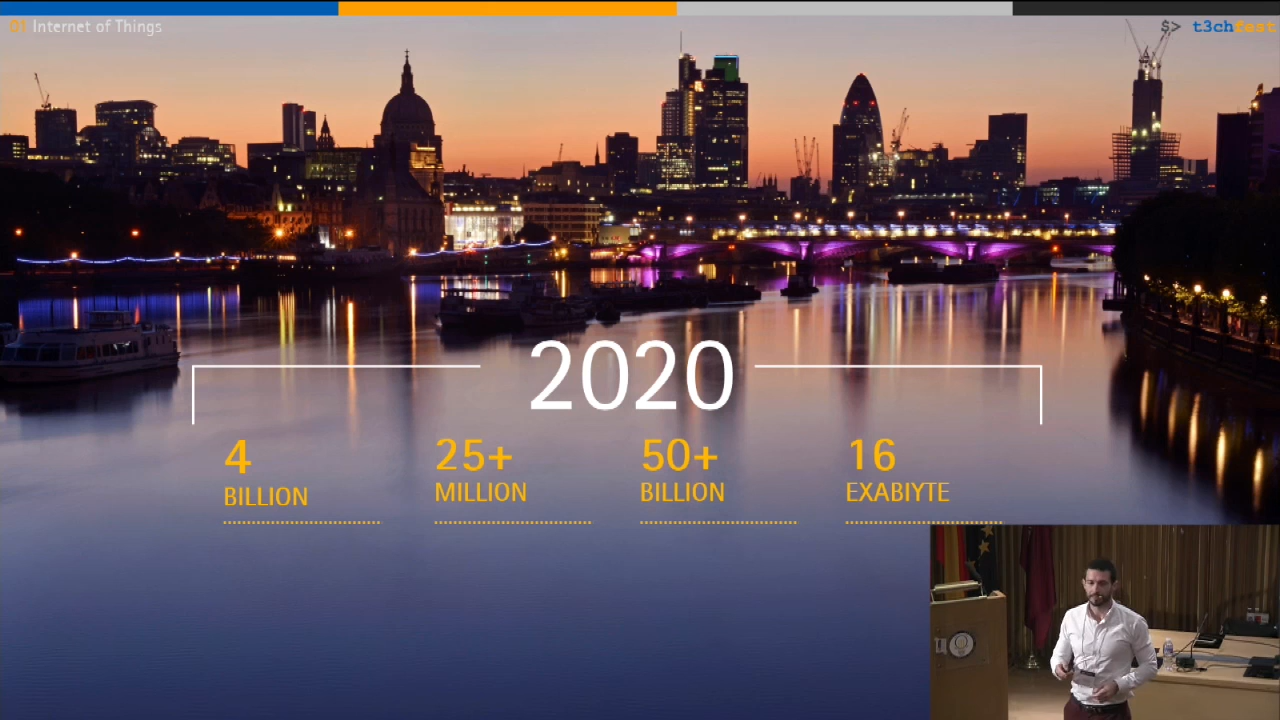 01 Internet of Things
$> t3chfest
2020
4
BILLION
25+
MILLION
50+
BILLION
16
EXABIYTE